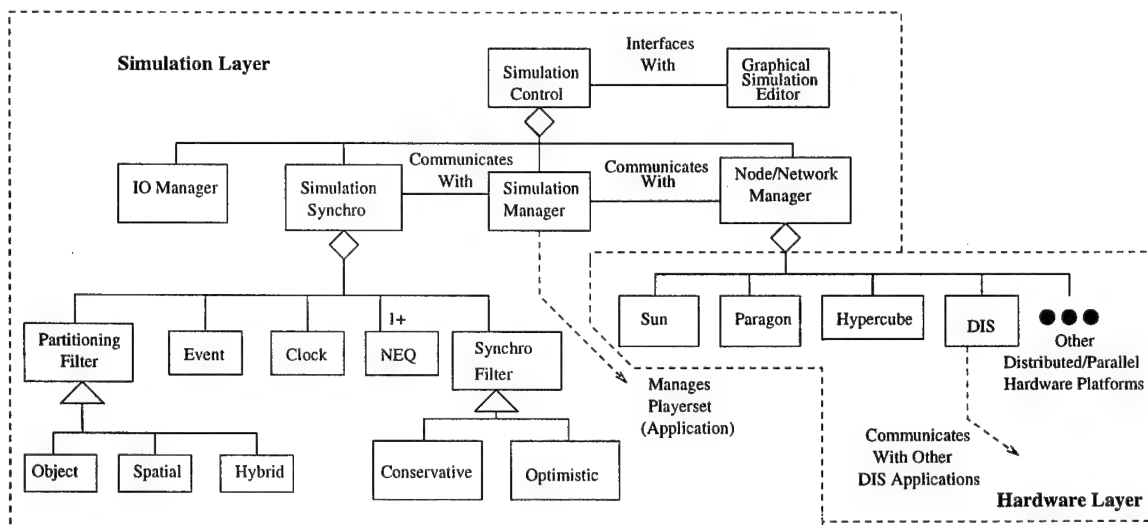 Simulation Layer
Interfaces
With
Simulation
Control
Graphical
Simulation
Editor
Communicates
With
Communicates
With
IO Manager
Simulation
Synchro
Simulation
Manager
Node/Network
Manager
Sun
Paragon
Hypercube
DIS
Other
Distributed/Parallel
Hardware Platforms
Partitioning
Filter
Event
Clock
1+
NEQ
Synchro
Filter
Manages
Playerset
(Application)
Object
Spatial
Hybrid
Conservative
Optimistic
Communicates
With Other
DIS Applications
Hardware Layer